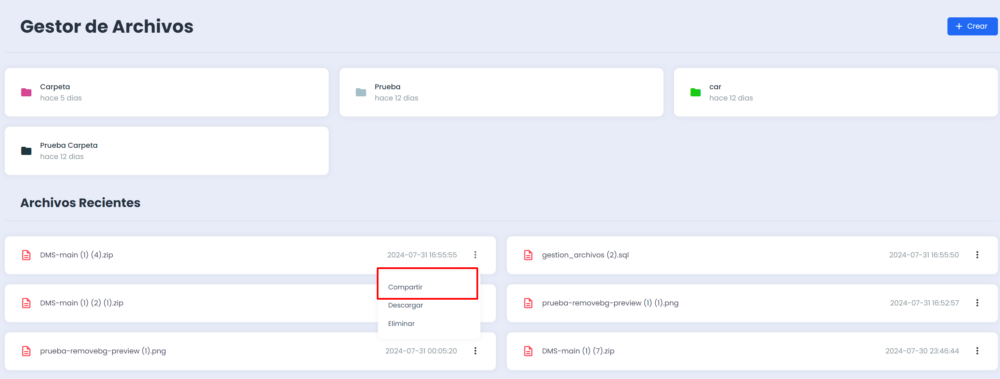 Gestor de Archivos
+ Crear
Carpeta
hace 5 dias
Prueba
hace 12 dias
car
hace 12 dias
Prueba Carpeta
hace 12 dias
Archivos Recientes
DMS-main (1) (4).zip 2024-07-31 16:55:55
gestion_archivos (2).sql 2024-07-31 16:55:50
Compartir
Descargar
Eliminar
DMS-main (1) (2) (1).zip
prueba-removebg-preview (1) (1).png 2024-07-31 16:52:57
prueba-removebg-preview (1).png 2024-07-31 00:05:20
DMS-main (1) (7).zip 2024-07-30 23:46:44